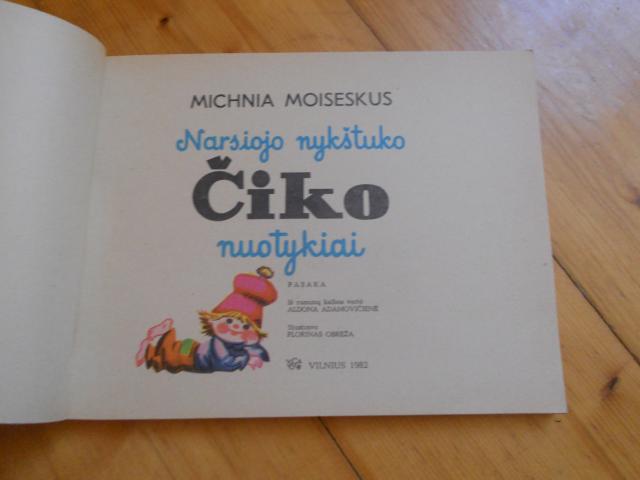 MICHNIA MOISESKUS
Narsiojo nykštuko
Čiko
nuotykiai
PASAKA
Iš rumunų kalbos vertė
ALDONA ADAMOVIČIENĖ
Iliustravo
FLORINAS OBREŽA
VILNIUS 1982